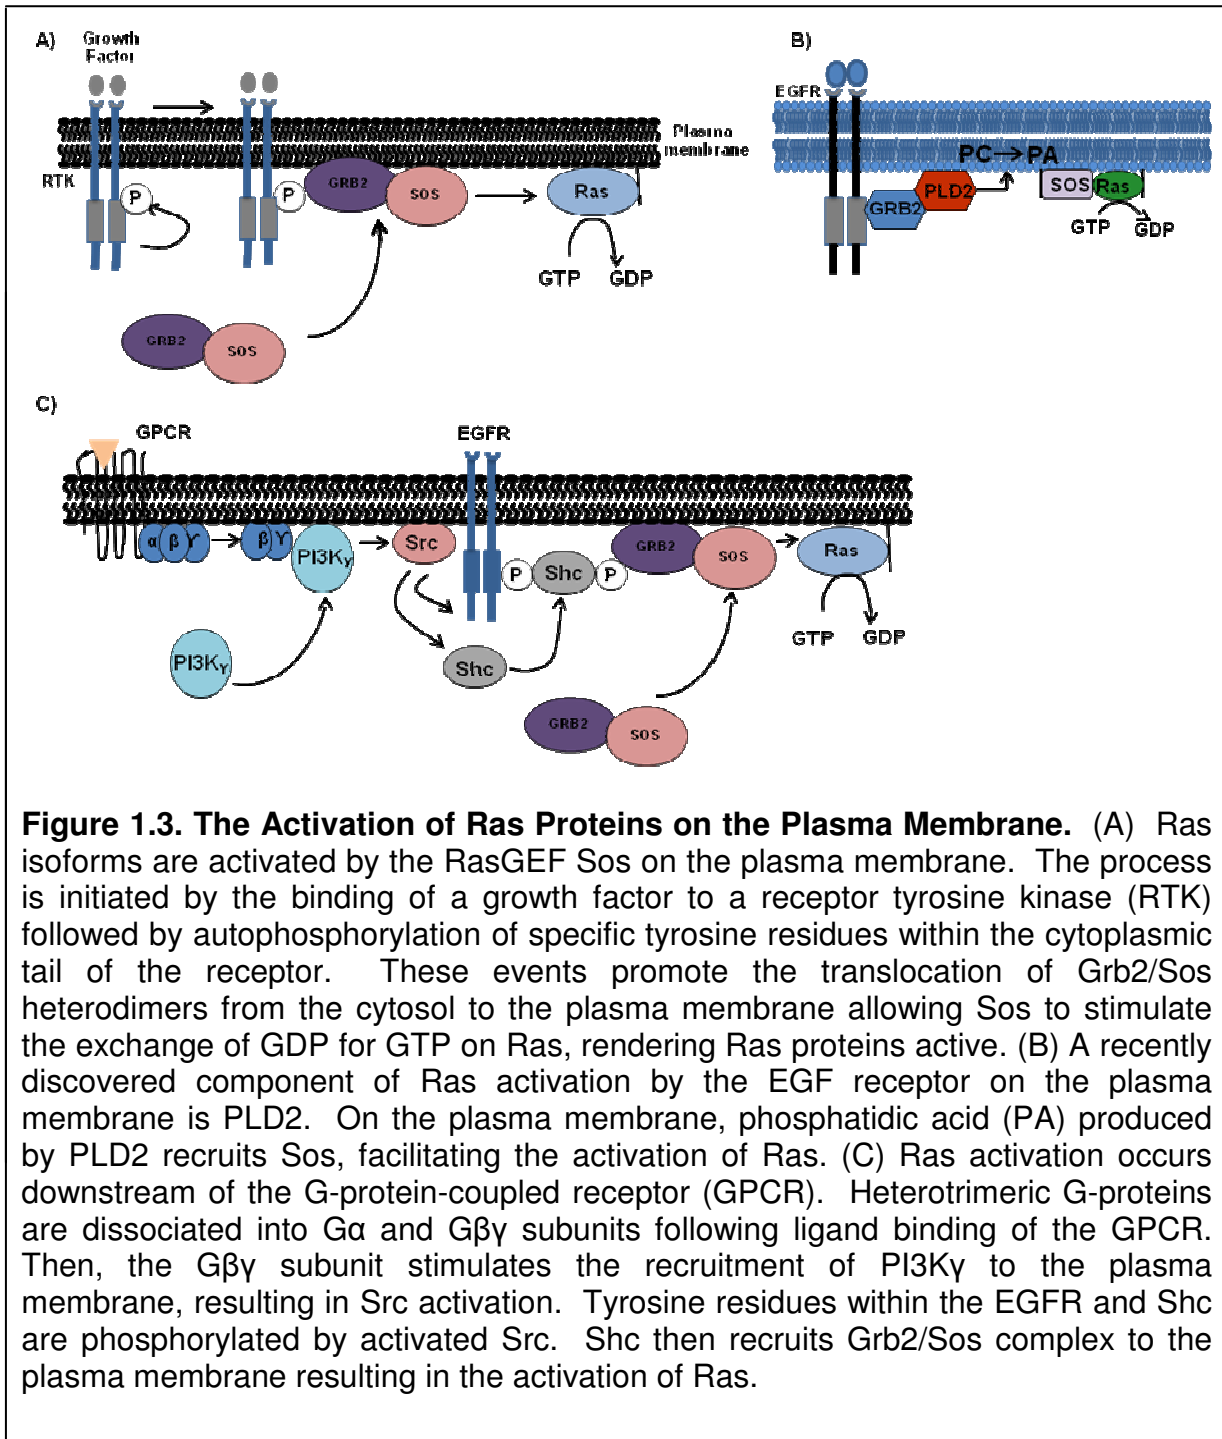 A)
Growth
Factor
RTK
P
P
GRB2
SOS
Ras
Plasma
membrane
GTP
GDP
GRB2
SOS
B)
EGFR
PC→PA
GRB2
PLD2
SOS
Ras
GTP
GDP
C)
GPCR
EGFR
α β γ
β γ
PI3Kγ
Src
P
Shc
P
GRB2
SOS
Ras
GTP
GDP
PI3Kγ
Shc
GRB2
SOS
Figure 1.3. The Activation of Ras Proteins on the Plasma Membrane. (A) Ras
isoforms are activated by the RasGEF Sos on the plasma membrane. The process
is initiated by the binding of a growth factor to a receptor tyrosine kinase (RTK)
followed by autophosphorylation of specific tyrosine residues within the cytoplasmic
tail of the receptor. These events promote the translocation of Grb2/Sos
heterodimers from the cytosol to the plasma membrane allowing Sos to stimulate
the exchange of GDP for GTP on Ras, rendering Ras proteins active. (B) A recently
discovered component of Ras activation by the EGF receptor on the plasma
membrane is PLD2. On the plasma membrane, phosphatidic acid (PA) produced
by PLD2 recruits Sos, facilitating the activation of Ras. (C) Ras activation occurs
downstream of the G-protein-coupled receptor (GPCR). Heterotrimeric G-proteins
are dissociated into Gα and Gβγ subunits following ligand binding of the GPCR.
Then, the Gβγ subunit stimulates the recruitment of PI3Kγ to the plasma
membrane, resulting in Src activation. Tyrosine residues within the EGFR and Shc
are phosphorylated by activated Src. Shc then recruits Grb2/Sos complex to the
plasma membrane resulting in the activation of Ras.